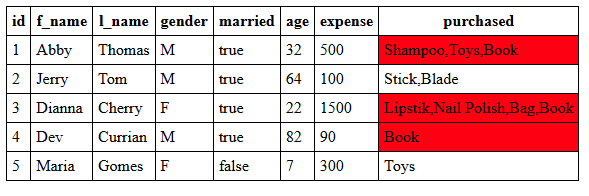 id f_name l_name gender married age expense purchased
1 Abby Thomas M true 32 500 Shampoo,Toys,Book
2 Jerry Tom M true 64 100 Stick,Blade
3 Dianna Cherry F true 22 1500 Lipstik,Nail Polish,Bag,Book
4 Dev Currian M true 82 90 Book
5 Maria Gomes F false 7 300 Toys